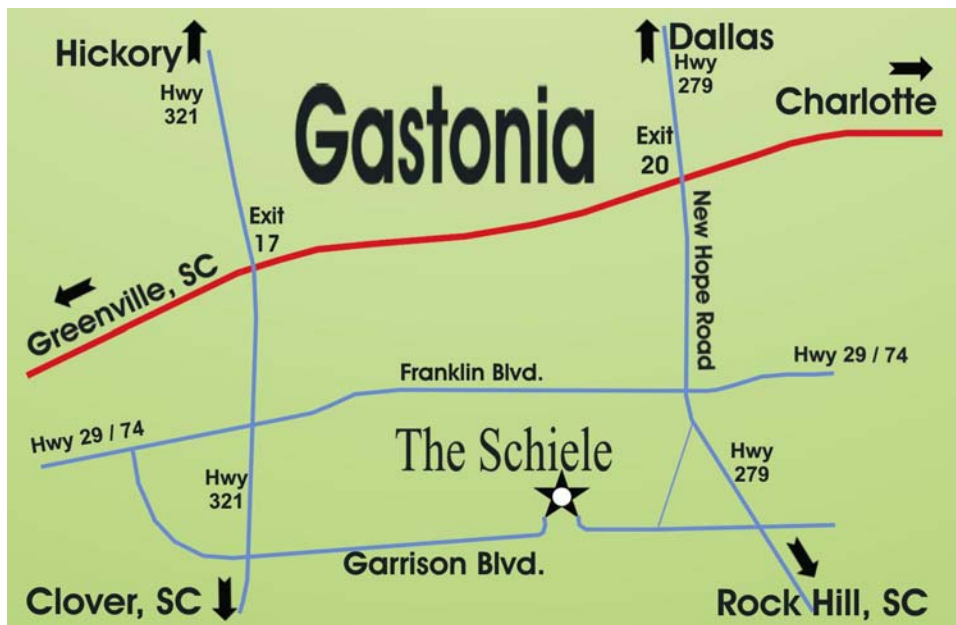 Hickory
Hwy
321
Gastonia
Dallas
Hwy
279
Charlotte
Exit
20
Exit
17
Greenville, SC
New Hope Road
Hwy 29 / 74
Franklin Blvd.
Hwy 29 / 74
The Schiele
Hwy
321
Hwy
279
Garrison Blvd.
Clover, SC
Rock Hill, SC